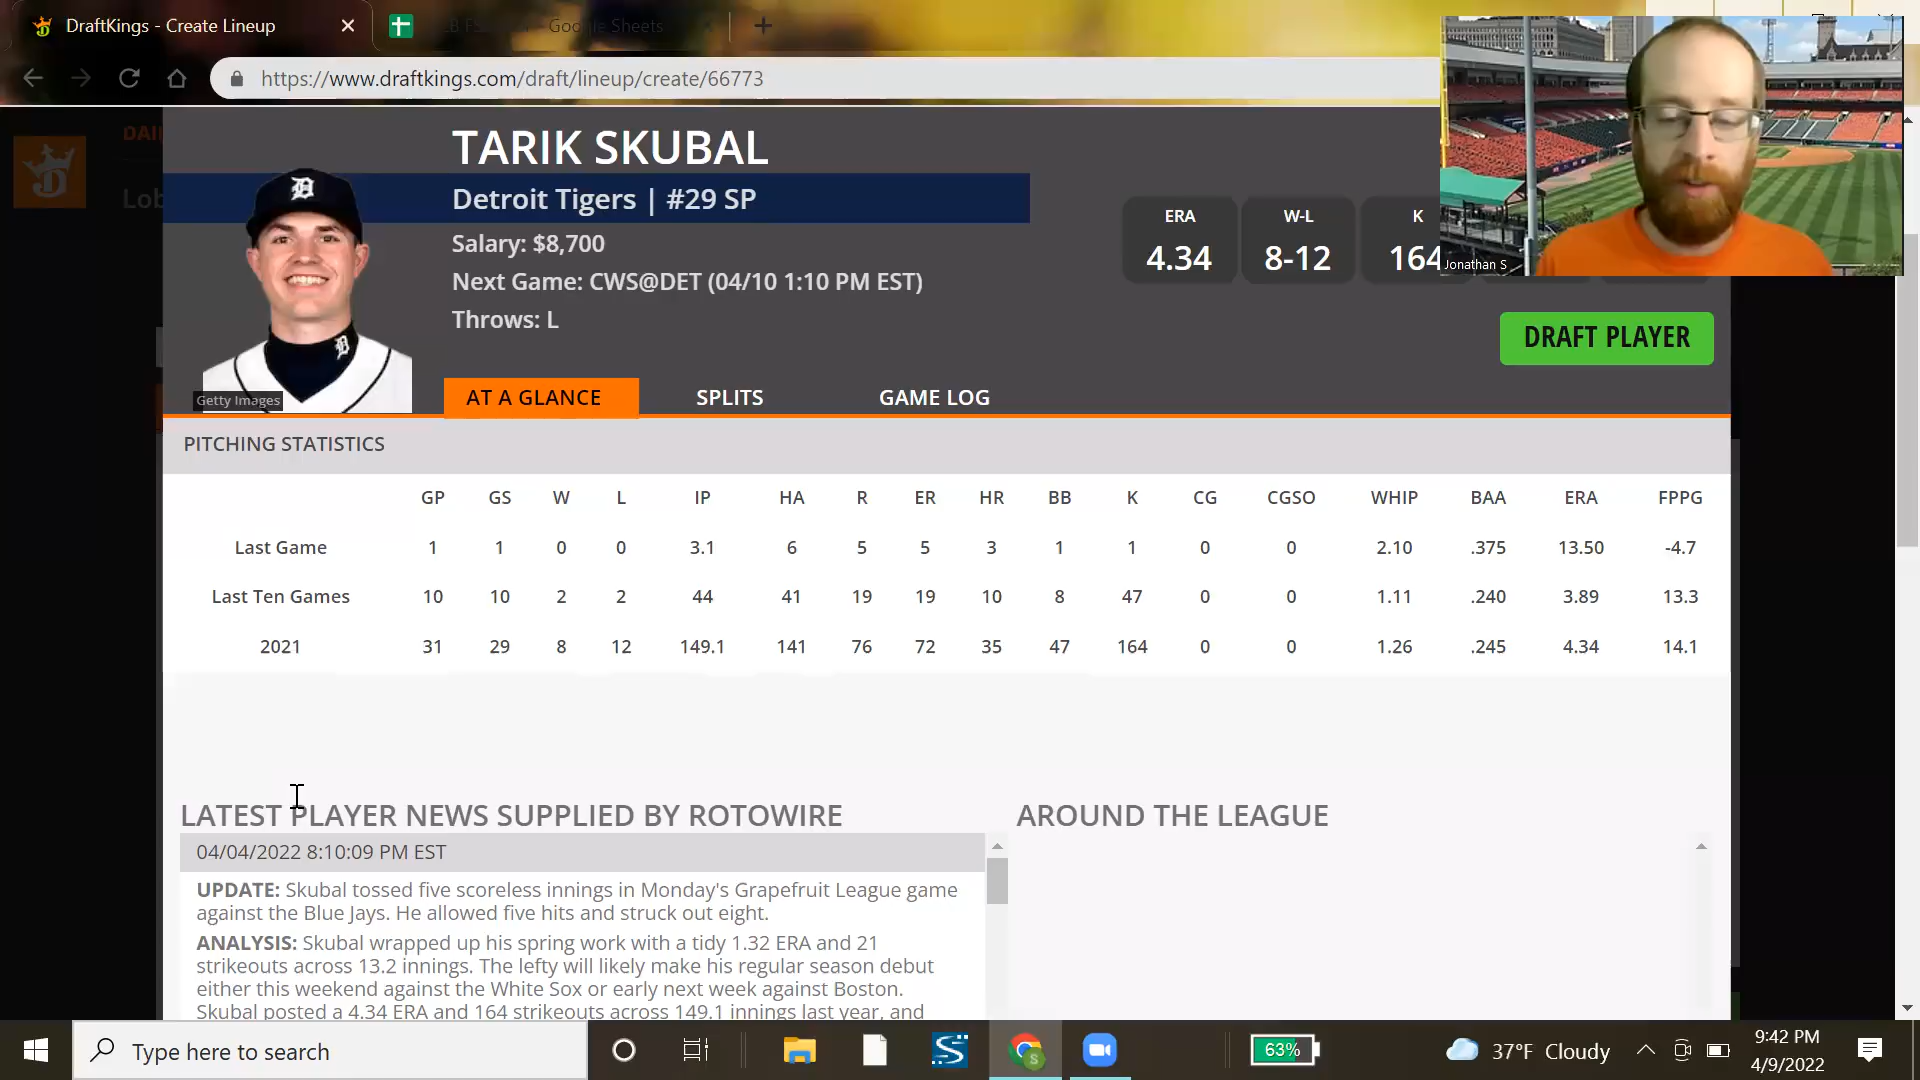 DraftKings - Create Lineup
Google Sheets
https://www.draftkings.com/draft/lineup/create/66773
DAI
Lob
TARIK SKUBAL
Detroit Tigers | #29 SP
Salary: $8,700
Next Game: CWS@DET (04/10 1:10 PM EST)
Throws: L
ERA W-L K
4.34 8-12 164
Jonathan S
DRAFT PLAYER
Getty Images
AT A GLANCE SPLITS GAME LOG
PITCHING STATISTICS
GP GS W L IP HA R ER HR BB K CG CGSO WHIP BAA ERA FPPG
Last Game 1 1 0 0 3.1 6 5 5 3 1 1 0 0 2.10 .375 13.50 -4.7
Last Ten Games 10 10 2 2 44 41 19 19 10 8 47 0 0 1.11 .240 3.89 13.3
2021 31 29 8 12 149.1 141 76 72 35 47 164 0 0 1.26 .245 4.34 14.1
LATEST PLAYER NEWS SUPPLIED BY ROTOWIRE
AROUND THE LEAGUE
04/04/2022 8:10:09 PM EST
UPDATE: Skubal tossed five scoreless innings in Monday's Grapefruit League game
against the Blue Jays. He allowed five hits and struck out eight.
ANALYSIS: Skubal wrapped up his spring work with a tidy 1.32 ERA and 21
strikeouts across 13.2 innings. The lefty will likely make his regular season debut
either this weekend against the White Sox or early next week against Boston.
Skubal posted a 4.34 ERA and 164 strikeouts across 149.1 innings last year, and
Type here to search
63%
37°F Cloudy
9:42 PM
4/9/2022